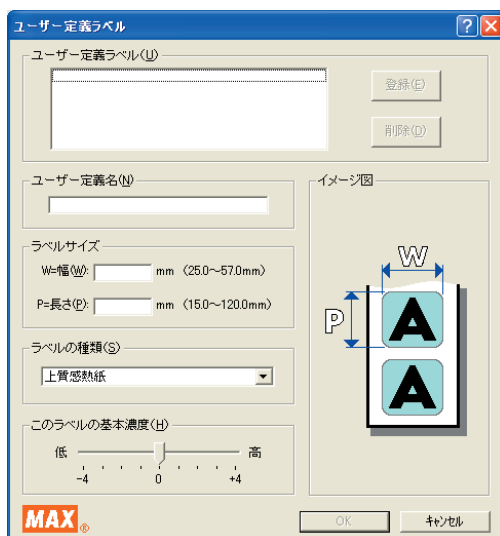 ユーザー定義ラベル
ユーザー定義ラベル(U)
登録(E)
削除(D)
ユーザー定義名(N)
ラベルサイズ
W=幅(W): mm (25.0～57.0mm)
P=長さ(P): mm (15.0～120.0mm)
ラベルの種類(S)
上質感熱紙
このラベルの基本濃度(H)
低 高
-4 0 +4
イメージ図
W
P
A
A
MAX®
OK キャンセル